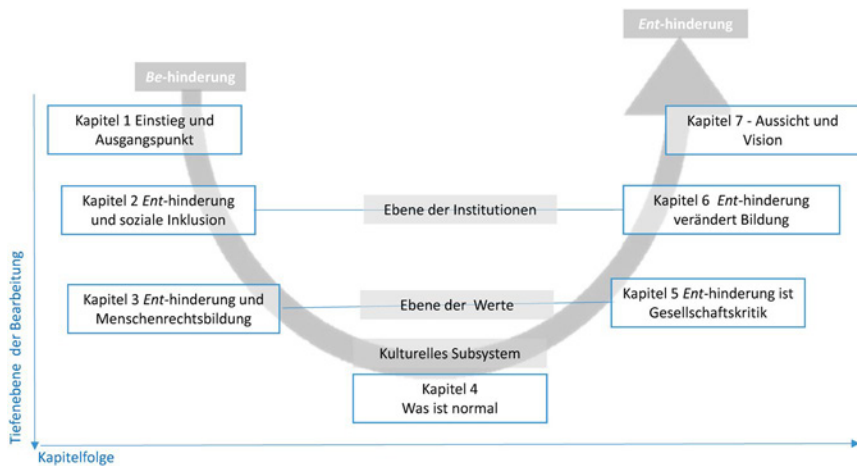 Ent-hinderung
Be-hinderung
Kapitel 1 Einstieg und
Ausgangspunkt
Kapitel 7 - Aussicht und
Vision
Kapitel 2 Ent-hinderung
und soziale Inklusion
Ebene der Institutionen
Kapitel 6 Ent-hinderung
verändert Bildung
Kapitel 3 Ent-hinderung und
Menschenrechtsbildung
Ebene der Werte
Kapitel 5 Ent-hinderung ist
Gesellschaftskritik
Kulturelles Subsystem
Kapitel 4
Was ist normal
Tiefenebene der Bearbeitung
Kapitelfolge